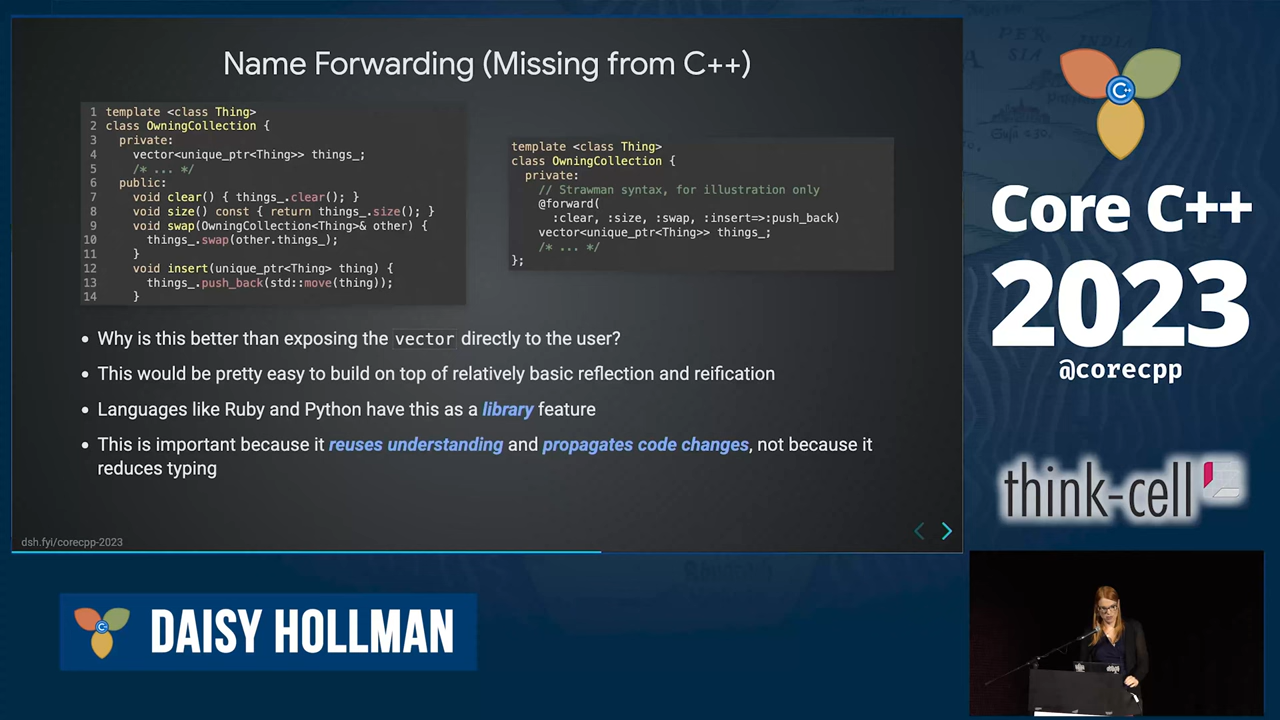 Name Forwarding (Missing from C++)
1 template <class Thing>
2 class OwningCollection {
3 private:
4 vector<unique_ptr<Thing>> things_;
5 /* ... */
6 public:
7 void clear() { things_.clear(); }
8 void size() const { return things_.size(); }
9 void swap(OwningCollection<Thing>& other) {
10 things_.swap(other.things_);
11 }
12 void insert(unique_ptr<Thing> thing) {
13 things_.push_back(std::move(thing));
14 }
template <class Thing>
class OwningCollection {
private:
// Strawman syntax, for illustration only
@forward(
:clear, :size, :swap, :insert=>:push_back)
vector<unique_ptr<Thing>> things_;
/* ... */
};
• Why is this better than exposing the vector directly to the user?
• This would be pretty easy to build on top of relatively basic reflection and reification
• Languages like Ruby and Python have this as a library feature
• This is important because it reuses understanding and propagates code changes, not because it
reduces typing
dsh.fyi/corecpp-2023
C++
Core C++
2023
@corecpp
think-cell
C++
DAISY HOLLMAN